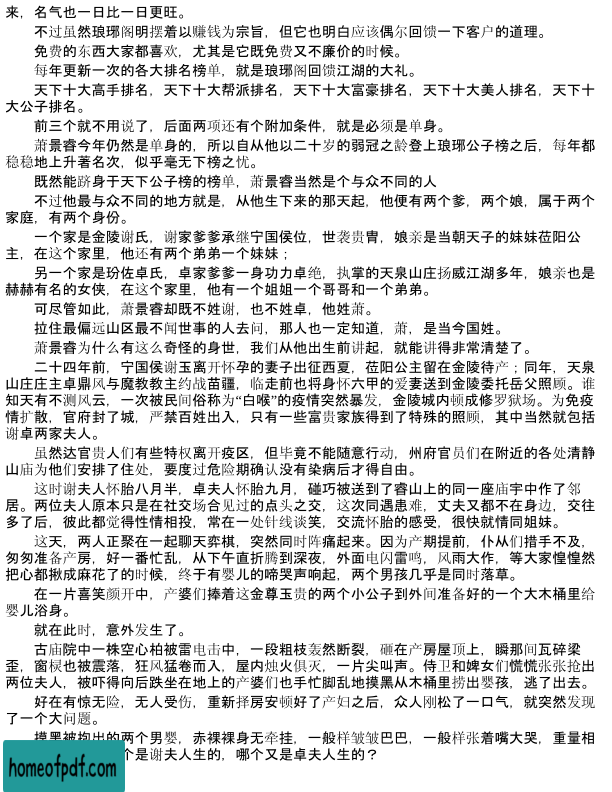 来，名气也一日比一日更旺。
不过虽然琅琊阁明摆着以赚钱为宗旨，但它也明白应该偶尔回馈一下客户的道理。
免费的东西大家都喜欢，尤其是它既免费又不廉价的时候。
每年更新一次的各大排名榜单，就是琅琊阁回馈江湖的大礼。
天下十大高手排名，天下十大帮派排名，天下十大富豪排名，天下十大美人排名，天下十
大公子排名。
前三个就不用说了，后面两项还有个附加条件，就是必须是单身。
萧景睿今年仍然是单身的，所以自从他以二十岁的弱冠之龄登上琅琊公子榜之后，每年都
稳稳地上升著名次，似乎毫无下榜之忧。
既然能跻身于天下公子榜的榜单，萧景睿当然是个与众不同的人
不过他最与众不同的地方就是，从他生下来的那天起，他便有两个爹，两个娘，属于两个
家庭，有两个身份。
一个家是金陵谢氏，谢家爹爹承继宁国侯位，世袭贵胄，娘亲是当朝天子的妹妹莅阳公
主，在这个家里，他还有两个弟弟一个妹妹；
另一个家是玢佐卓氏，卓家爹爹一身功力卓绝，执掌的天泉山庄扬威江湖多年，娘亲也是
赫赫有名的女侠，在这个家里，他有一个姐姐一个哥哥和一个弟弟。
可尽管如此，萧景睿却既不姓谢，也不姓卓，他姓萧。
拉住最偏远山区最不闻世事的人去问，那人也一定知道，萧，是当今国姓。
萧景睿为什么有这么奇怪的身世，我们从他出生前讲起，就能讲得非常清楚了。
二十四年前，宁国侯谢玉离开怀孕的妻子出征西夏，莅阳公主留在金陵待产；同年，天泉
山庄庄主卓鼎风与魔教教主约战苗疆，临走前也将身怀六甲的爱妻送到金陵委托岳父照顾。谁
知天有不测风云，一次被民间俗称为“白喉”的疫情突然暴发，金陵城内顿成修罗狱场。为免疫
情扩散，官府封了城，严禁百姓出入，只有一些富贵家族得到了特殊的照顾，其中当然就包括
谢卓两家夫人。
虽然达官贵人们有些特权离开疫区，但毕竟不能随意行动，州府官员们在附近的各处清静
山庙为他们安排了住处，要度过危险期确认没有染病后才得自由。
这时谢夫人怀胎八月半，卓夫人怀胎九月，碰巧被送到了睿山上的同一座庙宇中作了邻
居。两位夫人原本只是在社交场合见过的点头之交，这次同遇患难，丈夫又都不在身边，交往
多了后，彼此都觉得性情相投，常在一处针线谈笑，交流怀胎的感受，很快就情同姐妹。
这天，两人正聚在一起聊天弈棋，突然同时阵痛起来。因为产期提前，仆从们措手不及，
匆匆准备产房，好一番忙乱，从下午直折腾到深夜，外面电闪雷鸣，风雨大作，等大家惶惶然
把心都揪成麻花了的时候，终于有婴儿的啼哭声响起，两个男孩几乎是同时落草。
在一片喜笑颜开中，产婆们捧着这金尊玉贵的两个小公子到外间准备好的一个大木桶里给
婴儿浴身。
就在此时，意外发生了。
古庙院中一株空心柏被雷电击中，一段粗枝轰然断裂，砸在产房屋顶上，瞬那间瓦碎梁
歪，窗棂也被震落，狂风猛卷而入，屋内烛火俱灭，一片尖叫声。侍卫和婢女们慌慌张张抢出
两位夫人，被吓得向后跌坐在地上的产婆们也手忙脚乱地摸黑从木桶里捞出婴孩，逃了出去。
好在有惊无险，无人受伤，重新择房安顿好了产妇之后，众人刚松了一口气，就突然发现
了一个大问题。
摸黑被抱出的两个男婴，赤裸裸身无牵挂，一般样皱皱巴巴，一般样张着嘴大哭，重量相
个是谢夫人生的，哪个又是卓夫人生的？
homeofpdf.com